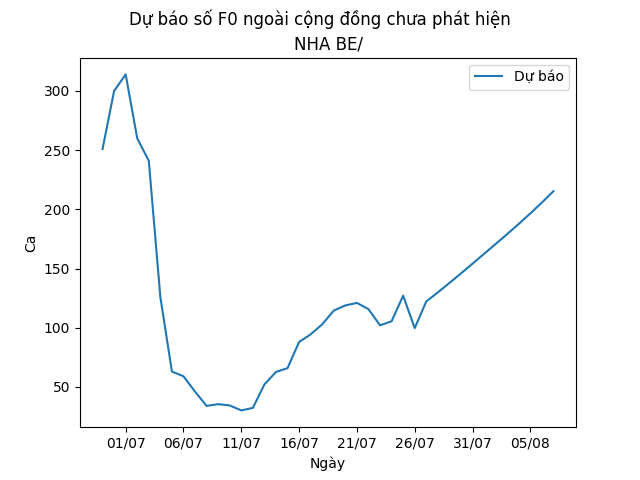 Dự báo số F0 ngoài cộng đồng chưa phát hiện
NHA BE/
Dự báo
300
250
200
150
100
50
Ca
01/07 06/07 11/07 16/07 21/07 26/07 31/07 05/08
Ngày